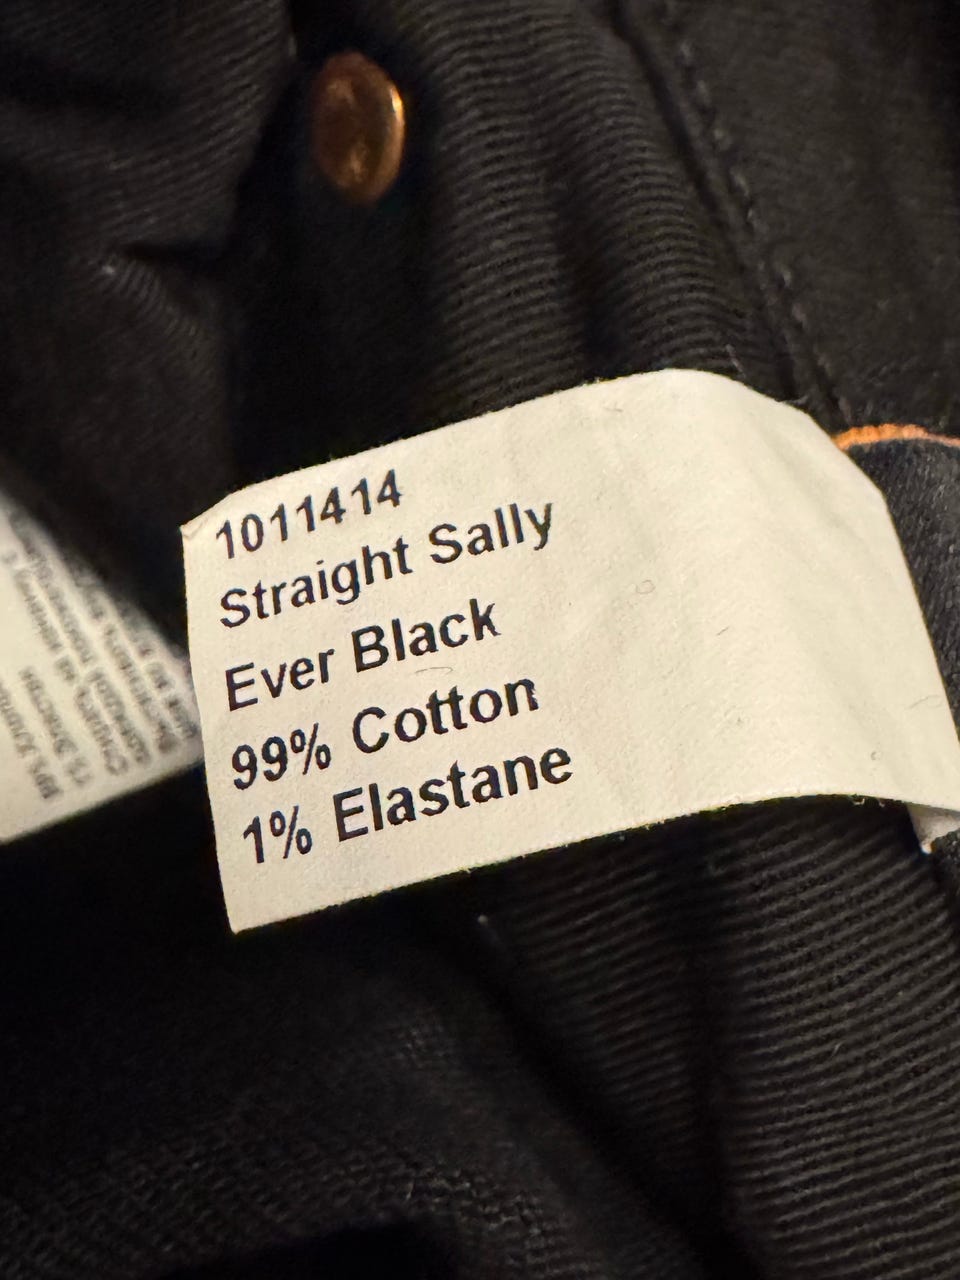 1011414
Straight Sally
Ever Black
99% Cotton
1% Elastane